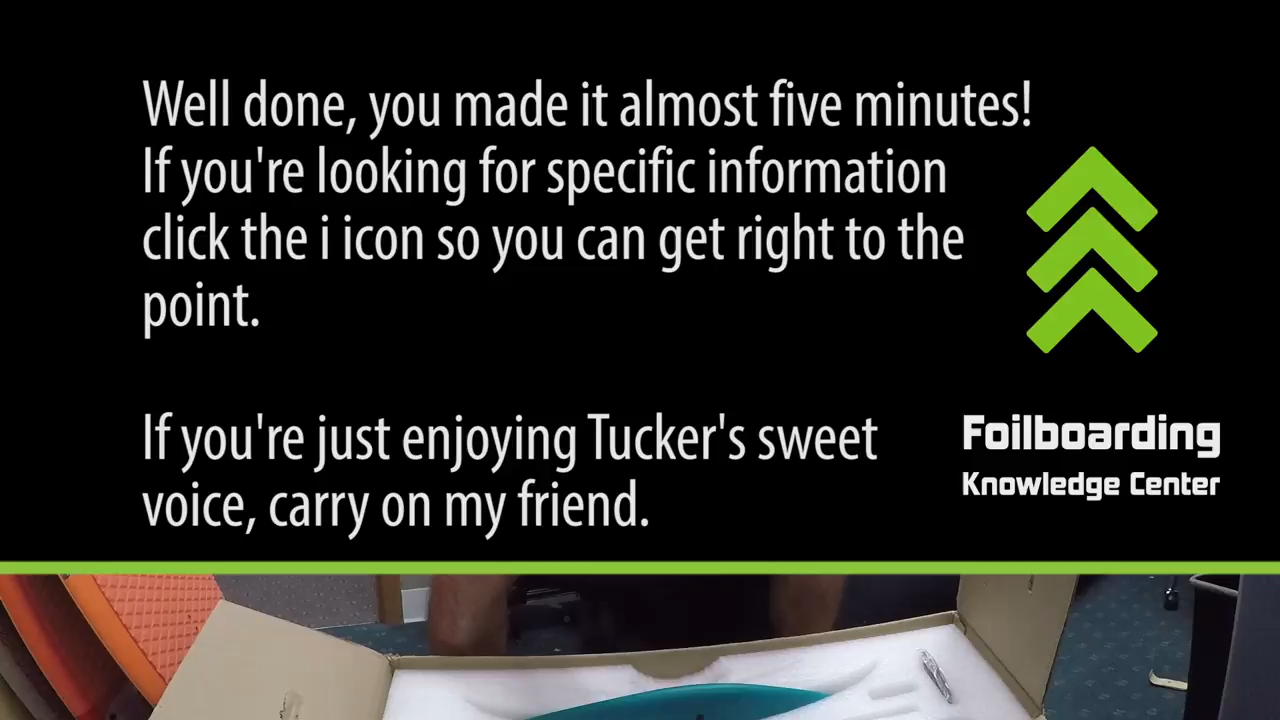 Well done, you made it almost five minutes!
If you're looking for specific information
click the i icon so you can get right to the
point.
If you're just enjoying Tucker's sweet
voice, carry on my friend.
Foilboarding
Knowledge Center